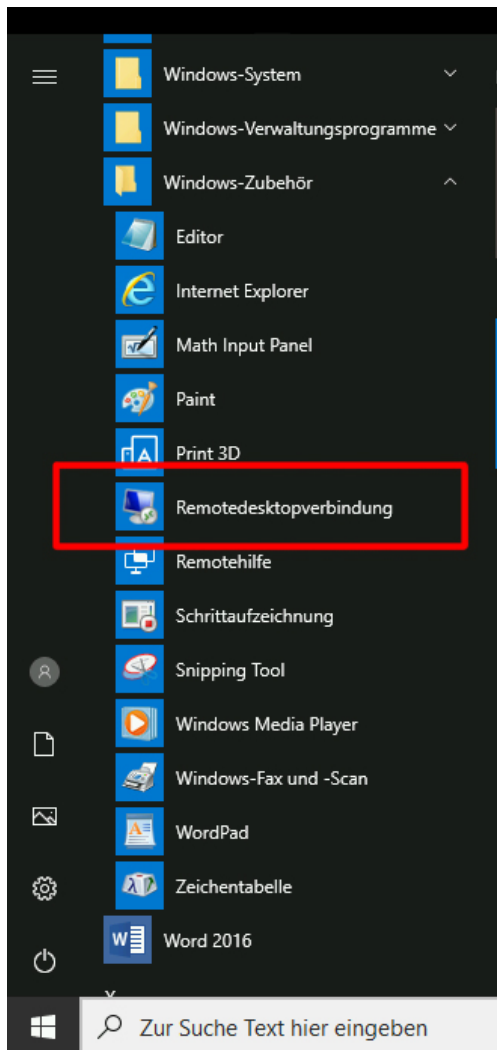 Windows-System
Windows-Verwaltungsprogramme
Windows-Zubehör
Editor
Internet Explorer
Math Input Panel
Paint
Print 3D
Remotedesktopverbindung
Remotehilfe
Schrittaufzeichnung
Snipping Tool
Windows Media Player
Windows-Fax und -Scan
WordPad
Zeichentabelle
Word 2016
Zur Suche Text hier eingeben